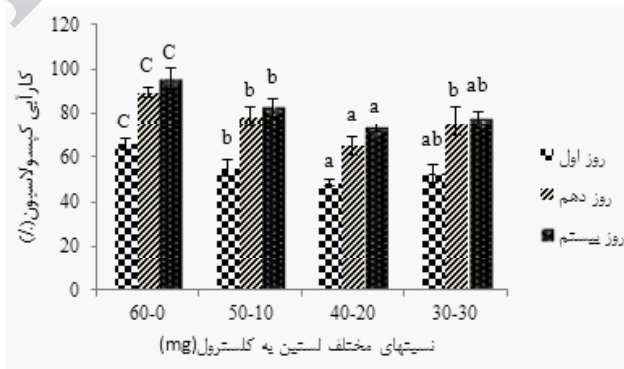 کارآیی کپسولاسیون(٪)
120
100
80
60
40
20
0
C C C
b b b
a a a
ab b ab
60-0 50-10 40-20 30-30
نسبتهای مختلف لستین به کلسترول(mg)
روز اول
روز دهم
روز بیستم